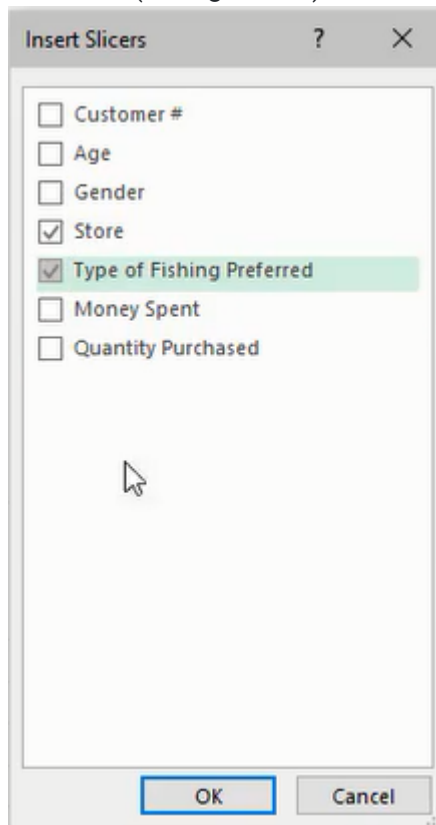 Insert Slicers ? ×
Customer #
Age
Gender
Store
Type of Fishing Preferred
Money Spent
Quantity Purchased
OK Cancel